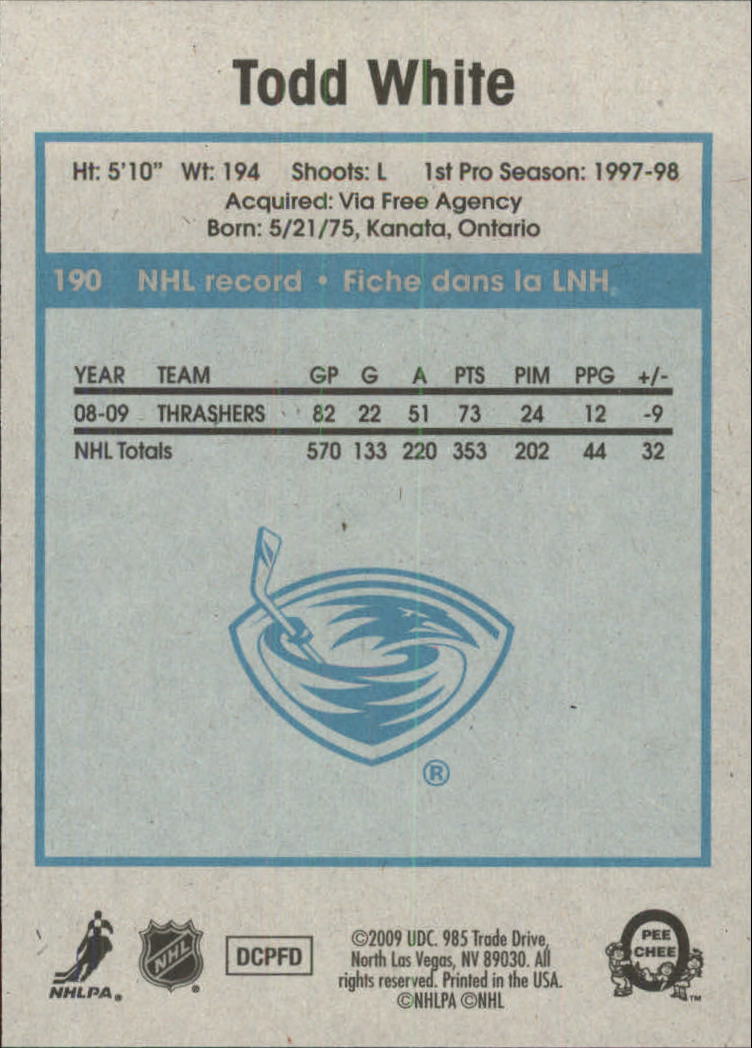 Todd White
Ht: 5'10" Wt: 194 Shoots: L 1st Pro Season: 1997-98
Acquired: Via Free Agency
Born: 5/21/75, Kanata, Ontario
190 NHL record • Fiche dans la LNH
YEAR TEAM GP G A PTS PIM PPG +/-
08-09 THRASHERS 82 22 51 73 24 12 -9
NHL Totals 570 133 220 353 202 44 32
®
NHLPA®
NHL®
DCPFD
©2009 UDC. 985 Trade Drive,
North Las Vegas, NV 89030. All
rights reserved. Printed in the USA.
©NHLPA ©NHL
O
PEE
CHEE
™